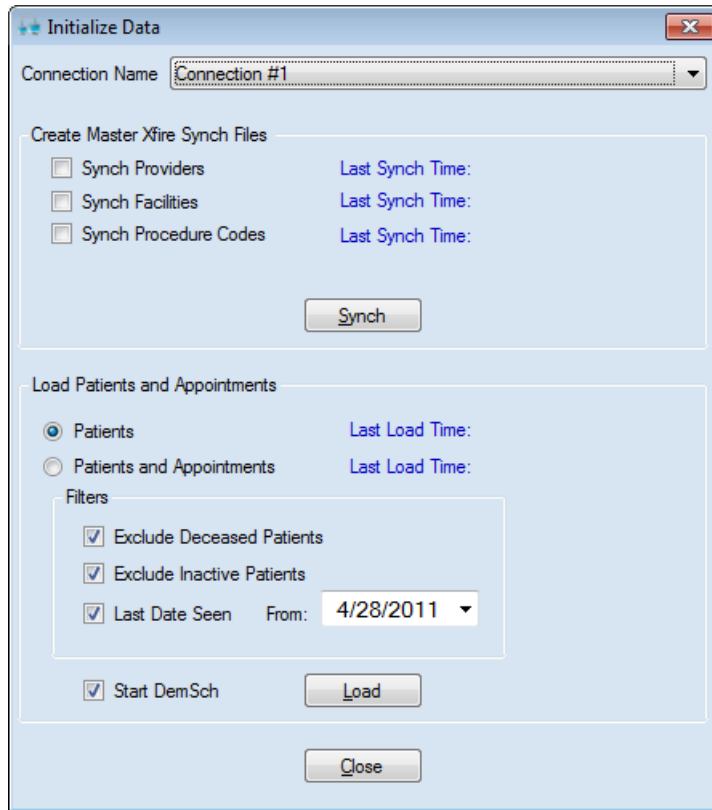 Initialize Data
Connection Name Connection #1
Create Master Xfire Synch Files
Synch Providers Last Synch Time:
Synch Facilities Last Synch Time:
Synch Procedure Codes Last Synch Time:
Synch
Load Patients and Appointments
Patients Last Load Time:
Patients and Appointments Last Load Time:
Filters
Exclude Deceased Patients
Exclude Inactive Patients
Last Date Seen From: 4/28/2011
Start DemSch Load
Close